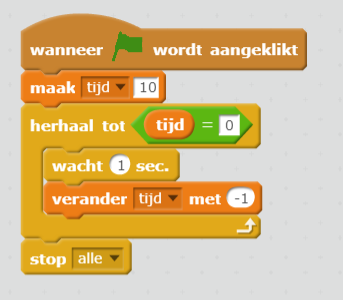 wanneer wordt aangeklikt
maak tijd 10
herhaal tot tijd = 0
wacht 1 sec.
verander tijd met -1
stop alle